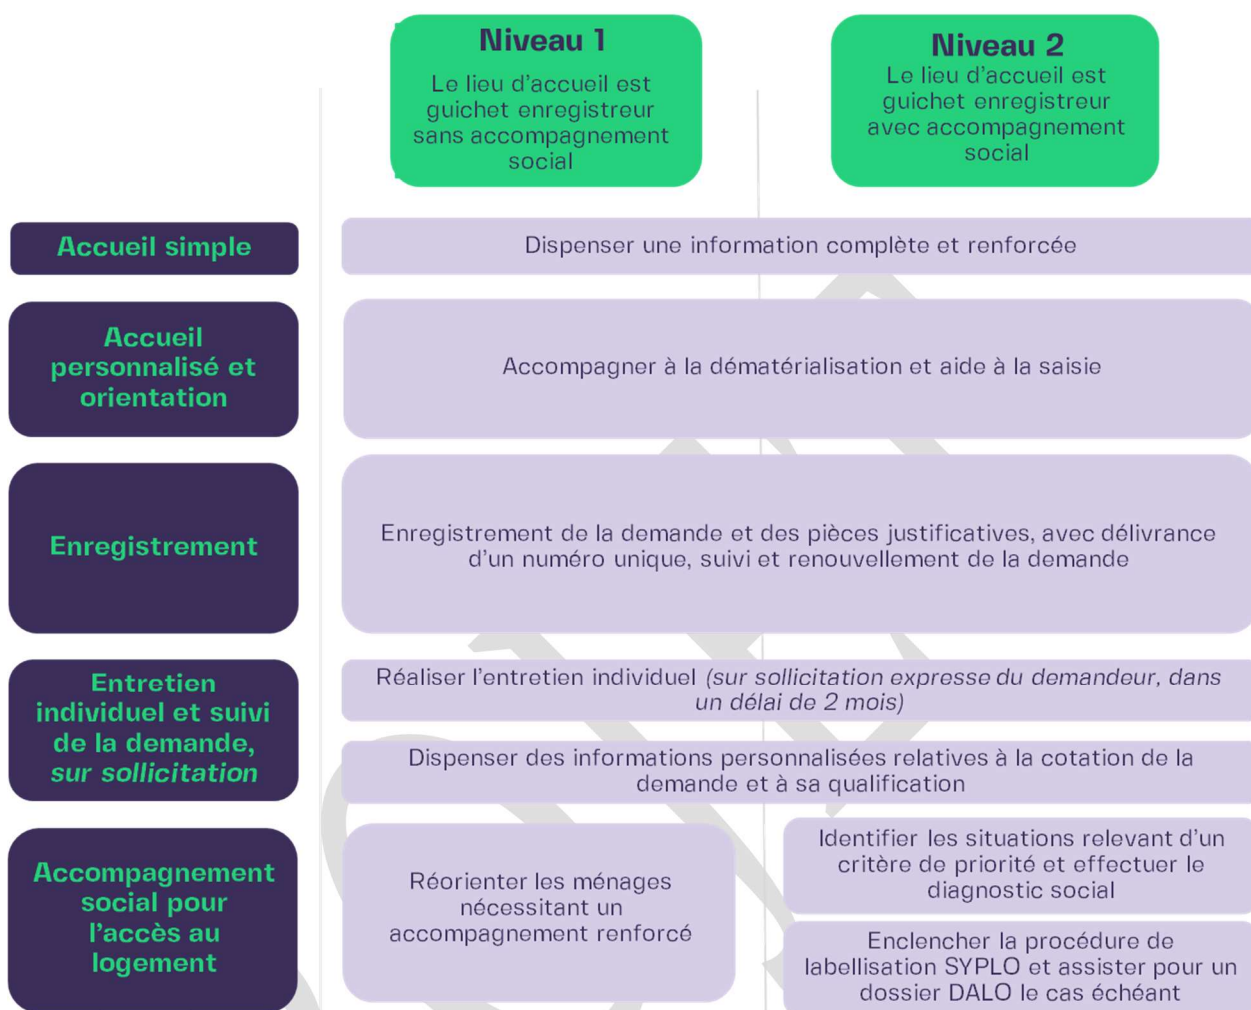 Niveau 1
Le lieu d'accueil est
guichet enregistreur
sans accompagnement
social
Niveau 2
Le lieu d'accueil est
guichet enregistreur
avec accompagnement
social
Accueil simple
Dispenser une information complète et renforcée
Accueil
personnalisé et
orientation
Accompagner à la dématérialisation et aide à la saisie
Enregistrement
Enregistrement de la demande et des pièces justificatives, avec délivrance
d'un numéro unique, suivi et renouvellement de la demande
Entretien
individuel et suivi
de la demande,
sur sollicitation
Réaliser l'entretien individuel (sur sollicitation expresse du demandeur, dans
un délai de 2 mois)
Dispenser des informations personnalisées relatives à la cotation de la
demande et à sa qualification
Accompagnement
social pour
l'accès au
logement
Réorienter les ménages
nécessitant un
accompagnement renforcé
Identifier les situations relevant d'un
critère de priorité et effectuer le
diagnostic social
Enclencher la procédure de
labellisation SYPLO et assister pour un
dossier DALO le cas échéant